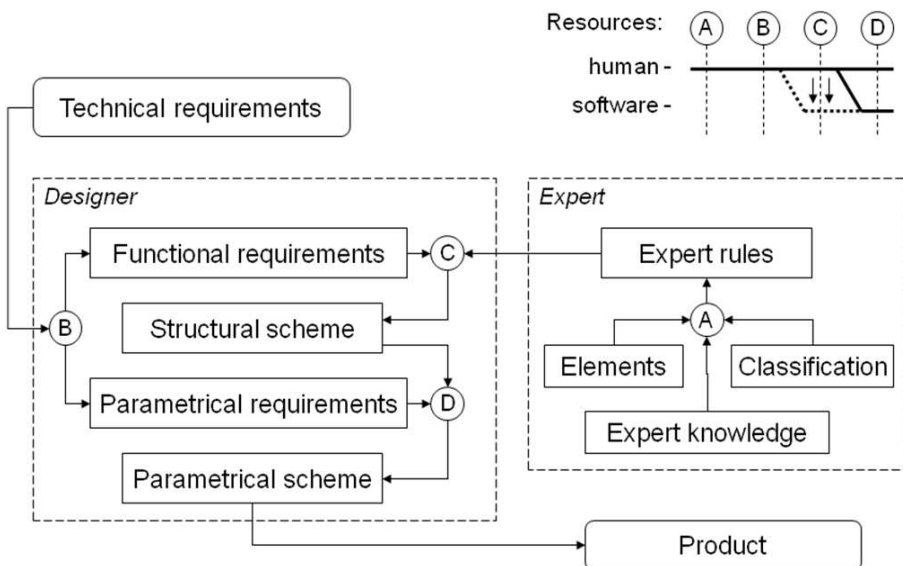 Resources: A B C D
human -
software -
Technical requirements
Designer
Expert
Functional requirements
C
Expert rules
B
Structural scheme
A
Elements
Classification
Parametrical requirements
D
Expert knowledge
Parametrical scheme
Product